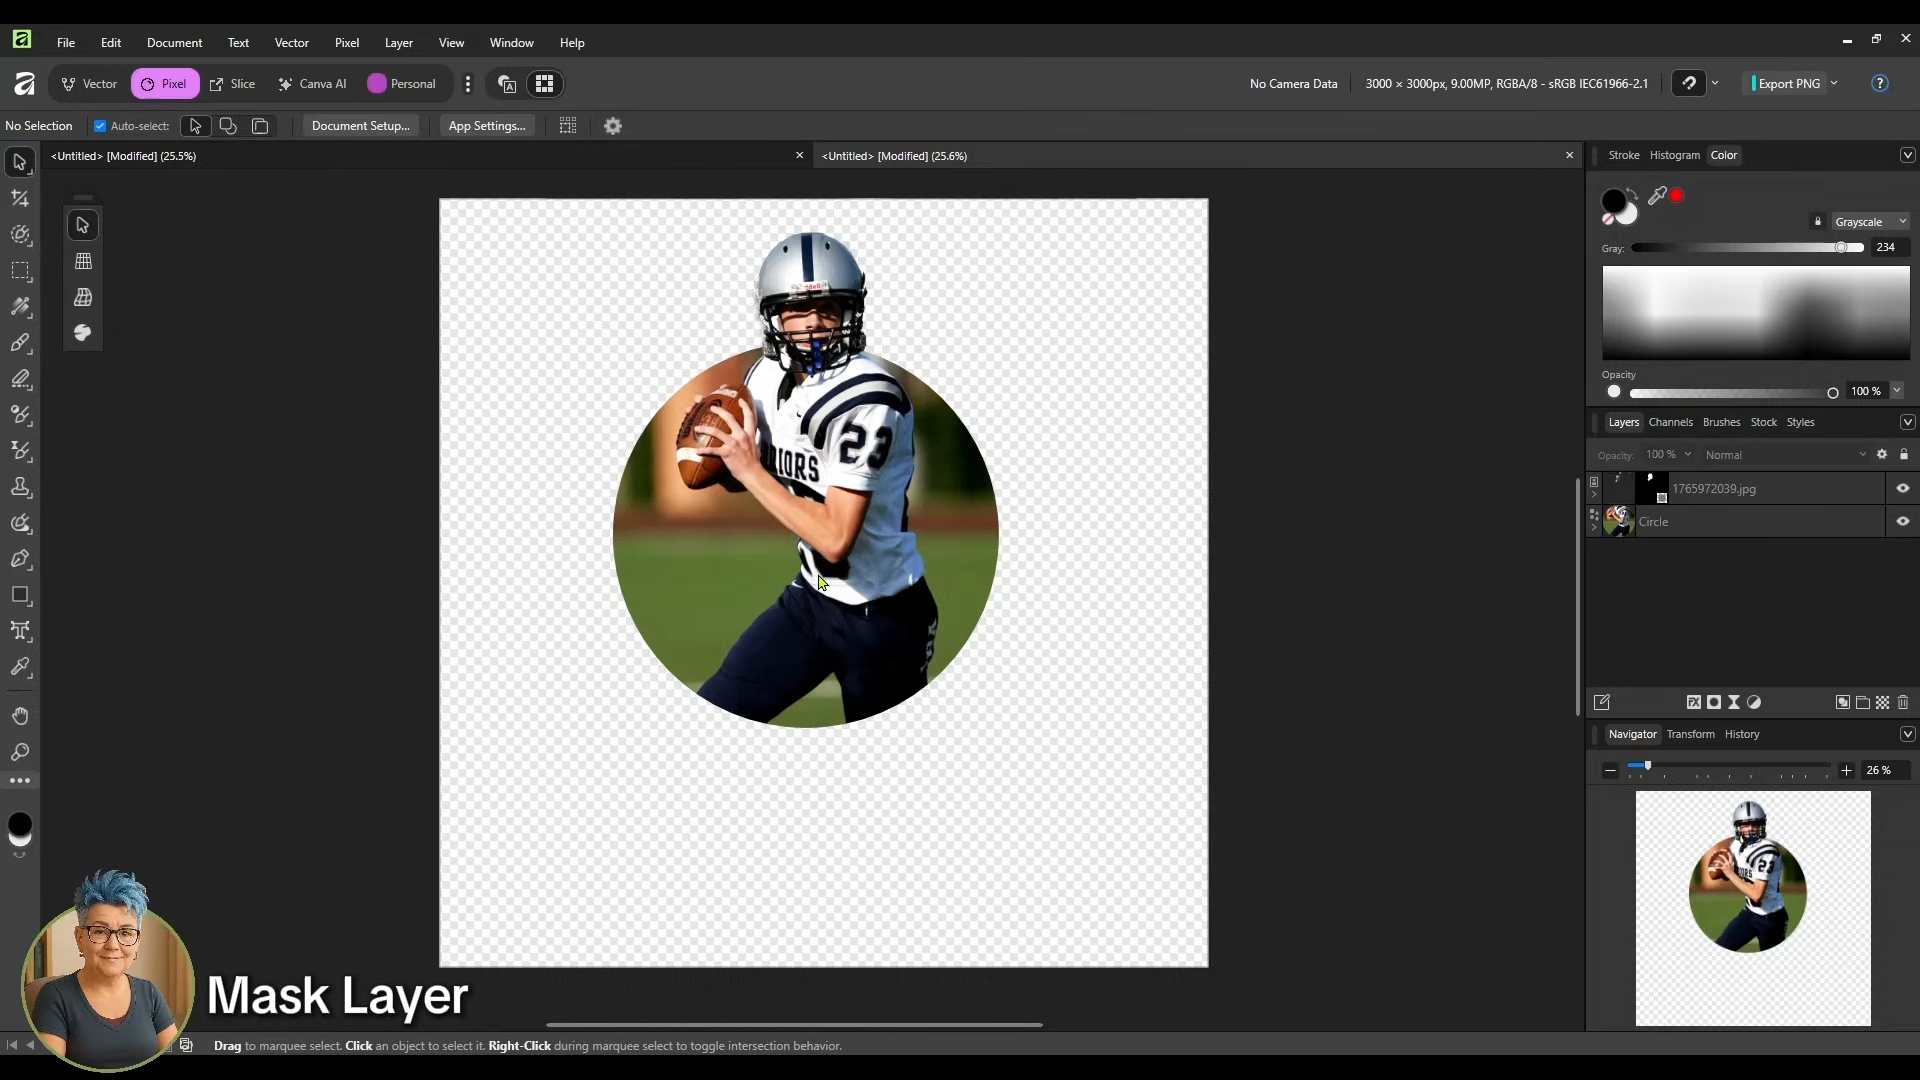 File Edit Document Text Vector Pixel Layer View Window Help
Vector Pixel Slice Canva AI Personal
No Camera Data 3000 × 3000px, 9.00MP, RGBA/8 - sRGB IEC61966-2.1 Export PNG
No Selection Auto-select: Document Setup... App Settings...
<Untitled> [Modified] (25.5%) <Untitled> [Modified] (25.6%)
Stroke Histogram Color
Grayscale
Gray: 234
Opacity
100 %
Layers Channels Brushes Stock Styles
Opacity: 100 % Normal
1765972039.jpg
Circle
Navigator Transform History
26 %
23
IORS
Mask Layer
Drag to marquee select. Click an object to select it. Right-Click during marquee select to toggle intersection behavior.